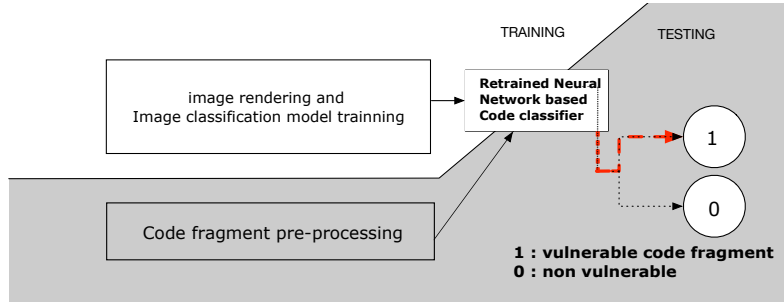 TRAINING
TESTING
image rendering and
Image classification model trainning
Retrained Neural
Network based
Code classifier
1
Code fragment pre-processing
0
1 : vulnerable code fragment
0 : non vulnerable